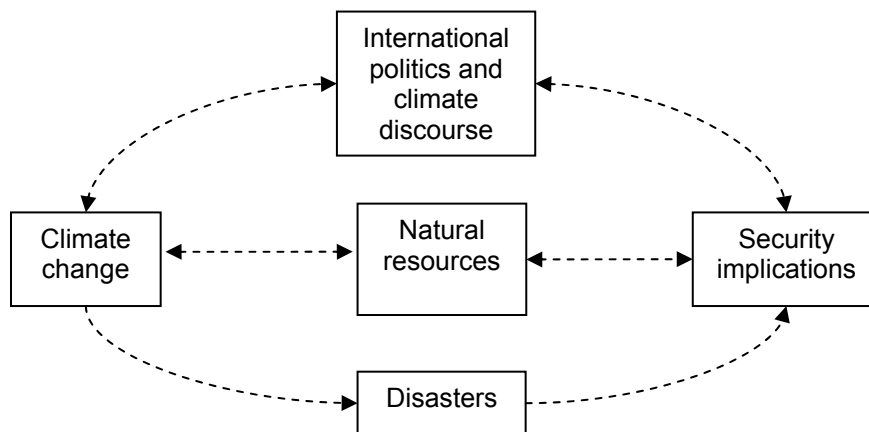 International
politics and
climate
discourse
Climate
change
Natural
resources
Security
implications
Disasters